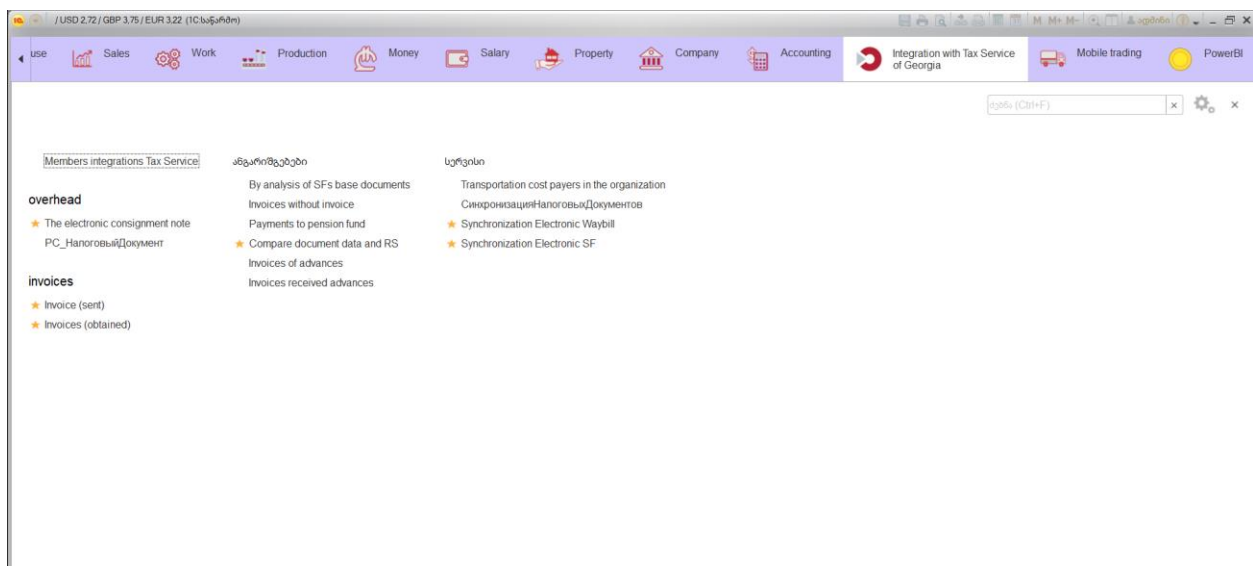 / USD 2,72 / GBP 3,75 / EUR 3,22 (1C:საწარმო)
M M+ M- ადმინი
use Sales Work Production Money Salary Property Company Accounting Integration with Tax Service of Georgia Mobile trading PowerBI
ძებნა (Ctrl+F)
Members integrations Tax Service
overhead
The electronic consignment note
РС_НалоговыйДокумент
invoices
Invoice (sent)
Invoices (obtained)
ანგარიშგებები
By analysis of SFs base documents
Invoices without invoice
Payments to pension fund
Compare document data and RS
Invoices of advances
Invoices received advances
სერვისი
Transportation cost payers in the organization
СинхронизацияНалоговыхДокументов
Synchronization Electronic Waybill
Synchronization Electronic SF